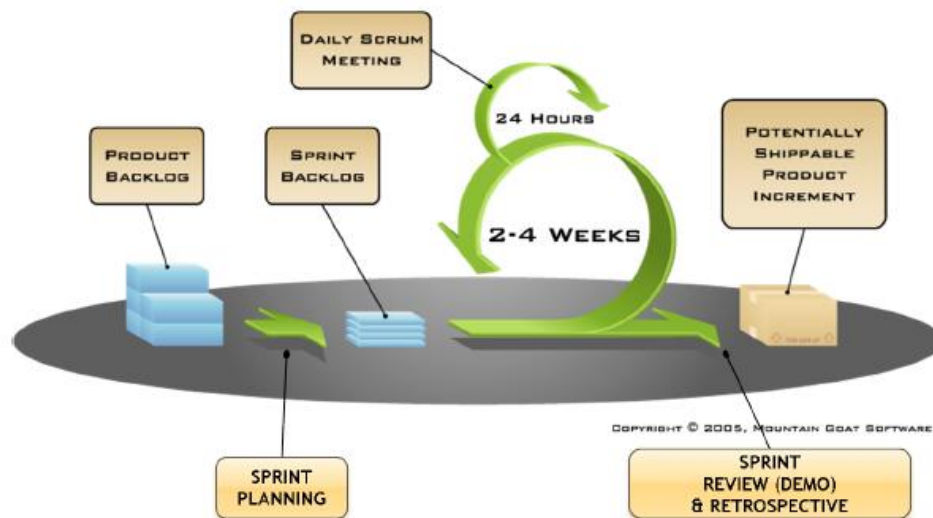 DAILY SCRUM
MEETING
24 HOURS
PRODUCT
BACKLOG
SPRINT
BACKLOG
POTENTIALLY
SHIPPABLE
PRODUCT
INCREMENT
2-4 WEEKS
COPYRIGHT © 2005, MOUNTAIN GOAT SOFTWARE
SPRINT
PLANNING
SPRINT
REVIEW (DEMO)
& RETROSPECTIVE